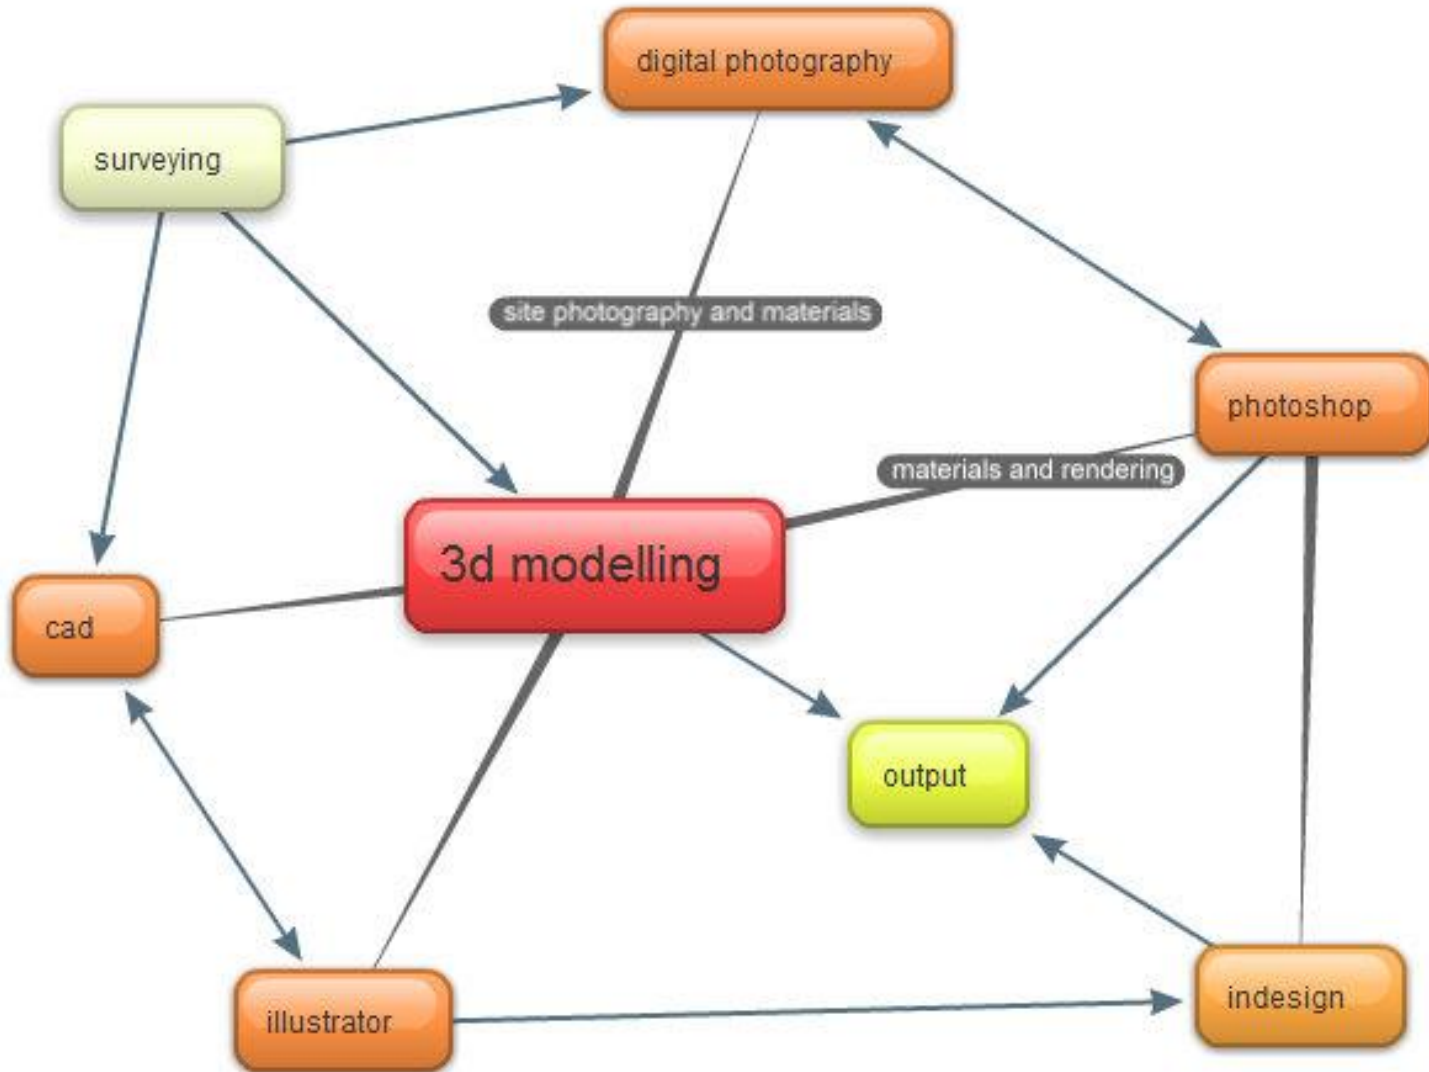 digital photography
surveying
site photography and materials
photoshop
materials and rendering
3d modelling
cad
output
indesign
illustrator